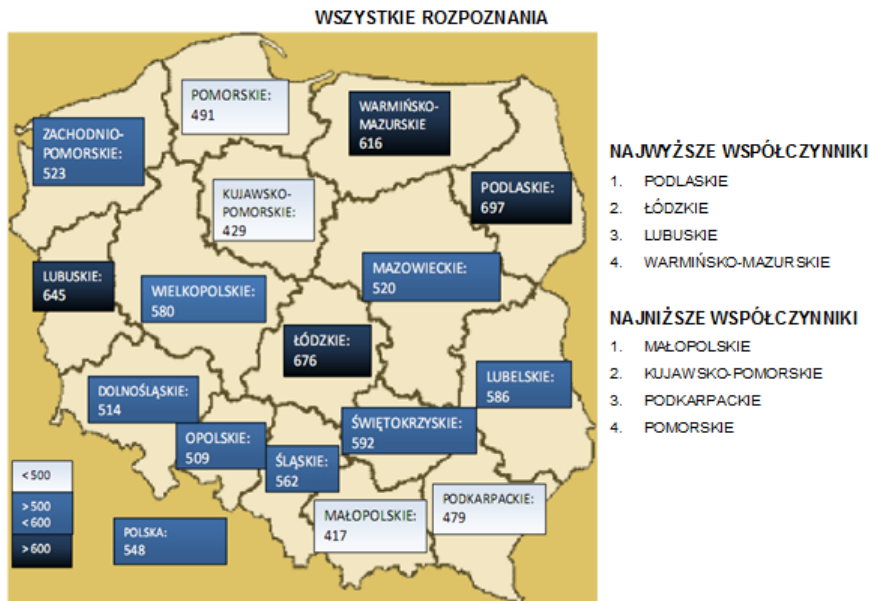 WSZYSTKIE ROZPOZNANIA
POMORSKIE:
491
WARMIŃSKO-
MAZURSKIE
616
ZACHODNIO-
POMORSKIE:
523
KUJAWSKO-
POMORSKIE:
429
PODLASKIE:
697
LUBUSKIE:
645
WIELKOPOLSKIE:
580
MAZOWIECKIE:
520
ŁÓDZKIE:
676
DOLNOŚLĄSKIE:
514
LUBELSKIE:
586
OPOLSKIE:
509
ŚLĄSKIE:
562
ŚWIĘTOKRZYSKIE:
592
MAŁOPOLSKIE:
417
PODKARPACKIE:
479
< 500
> 500
< 600
> 600
POLSKA:
548
NAJWYŻSZE WSPÓŁCZYNNIKI
1. PODLASKIE
2. ŁÓDZKIE
3. LUBUSKIE
4. WARMIŃSKO-MAZURSKIE
NAJNIŻSZE WSPÓŁCZYNNIKI
1. MAŁOPOLSKIE
2. KUJAWSKO-POMORSKIE
3. PODKARPACKIE
4. POMORSKIE